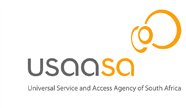 usaasa
Universal Service and Access Agency of South Africa